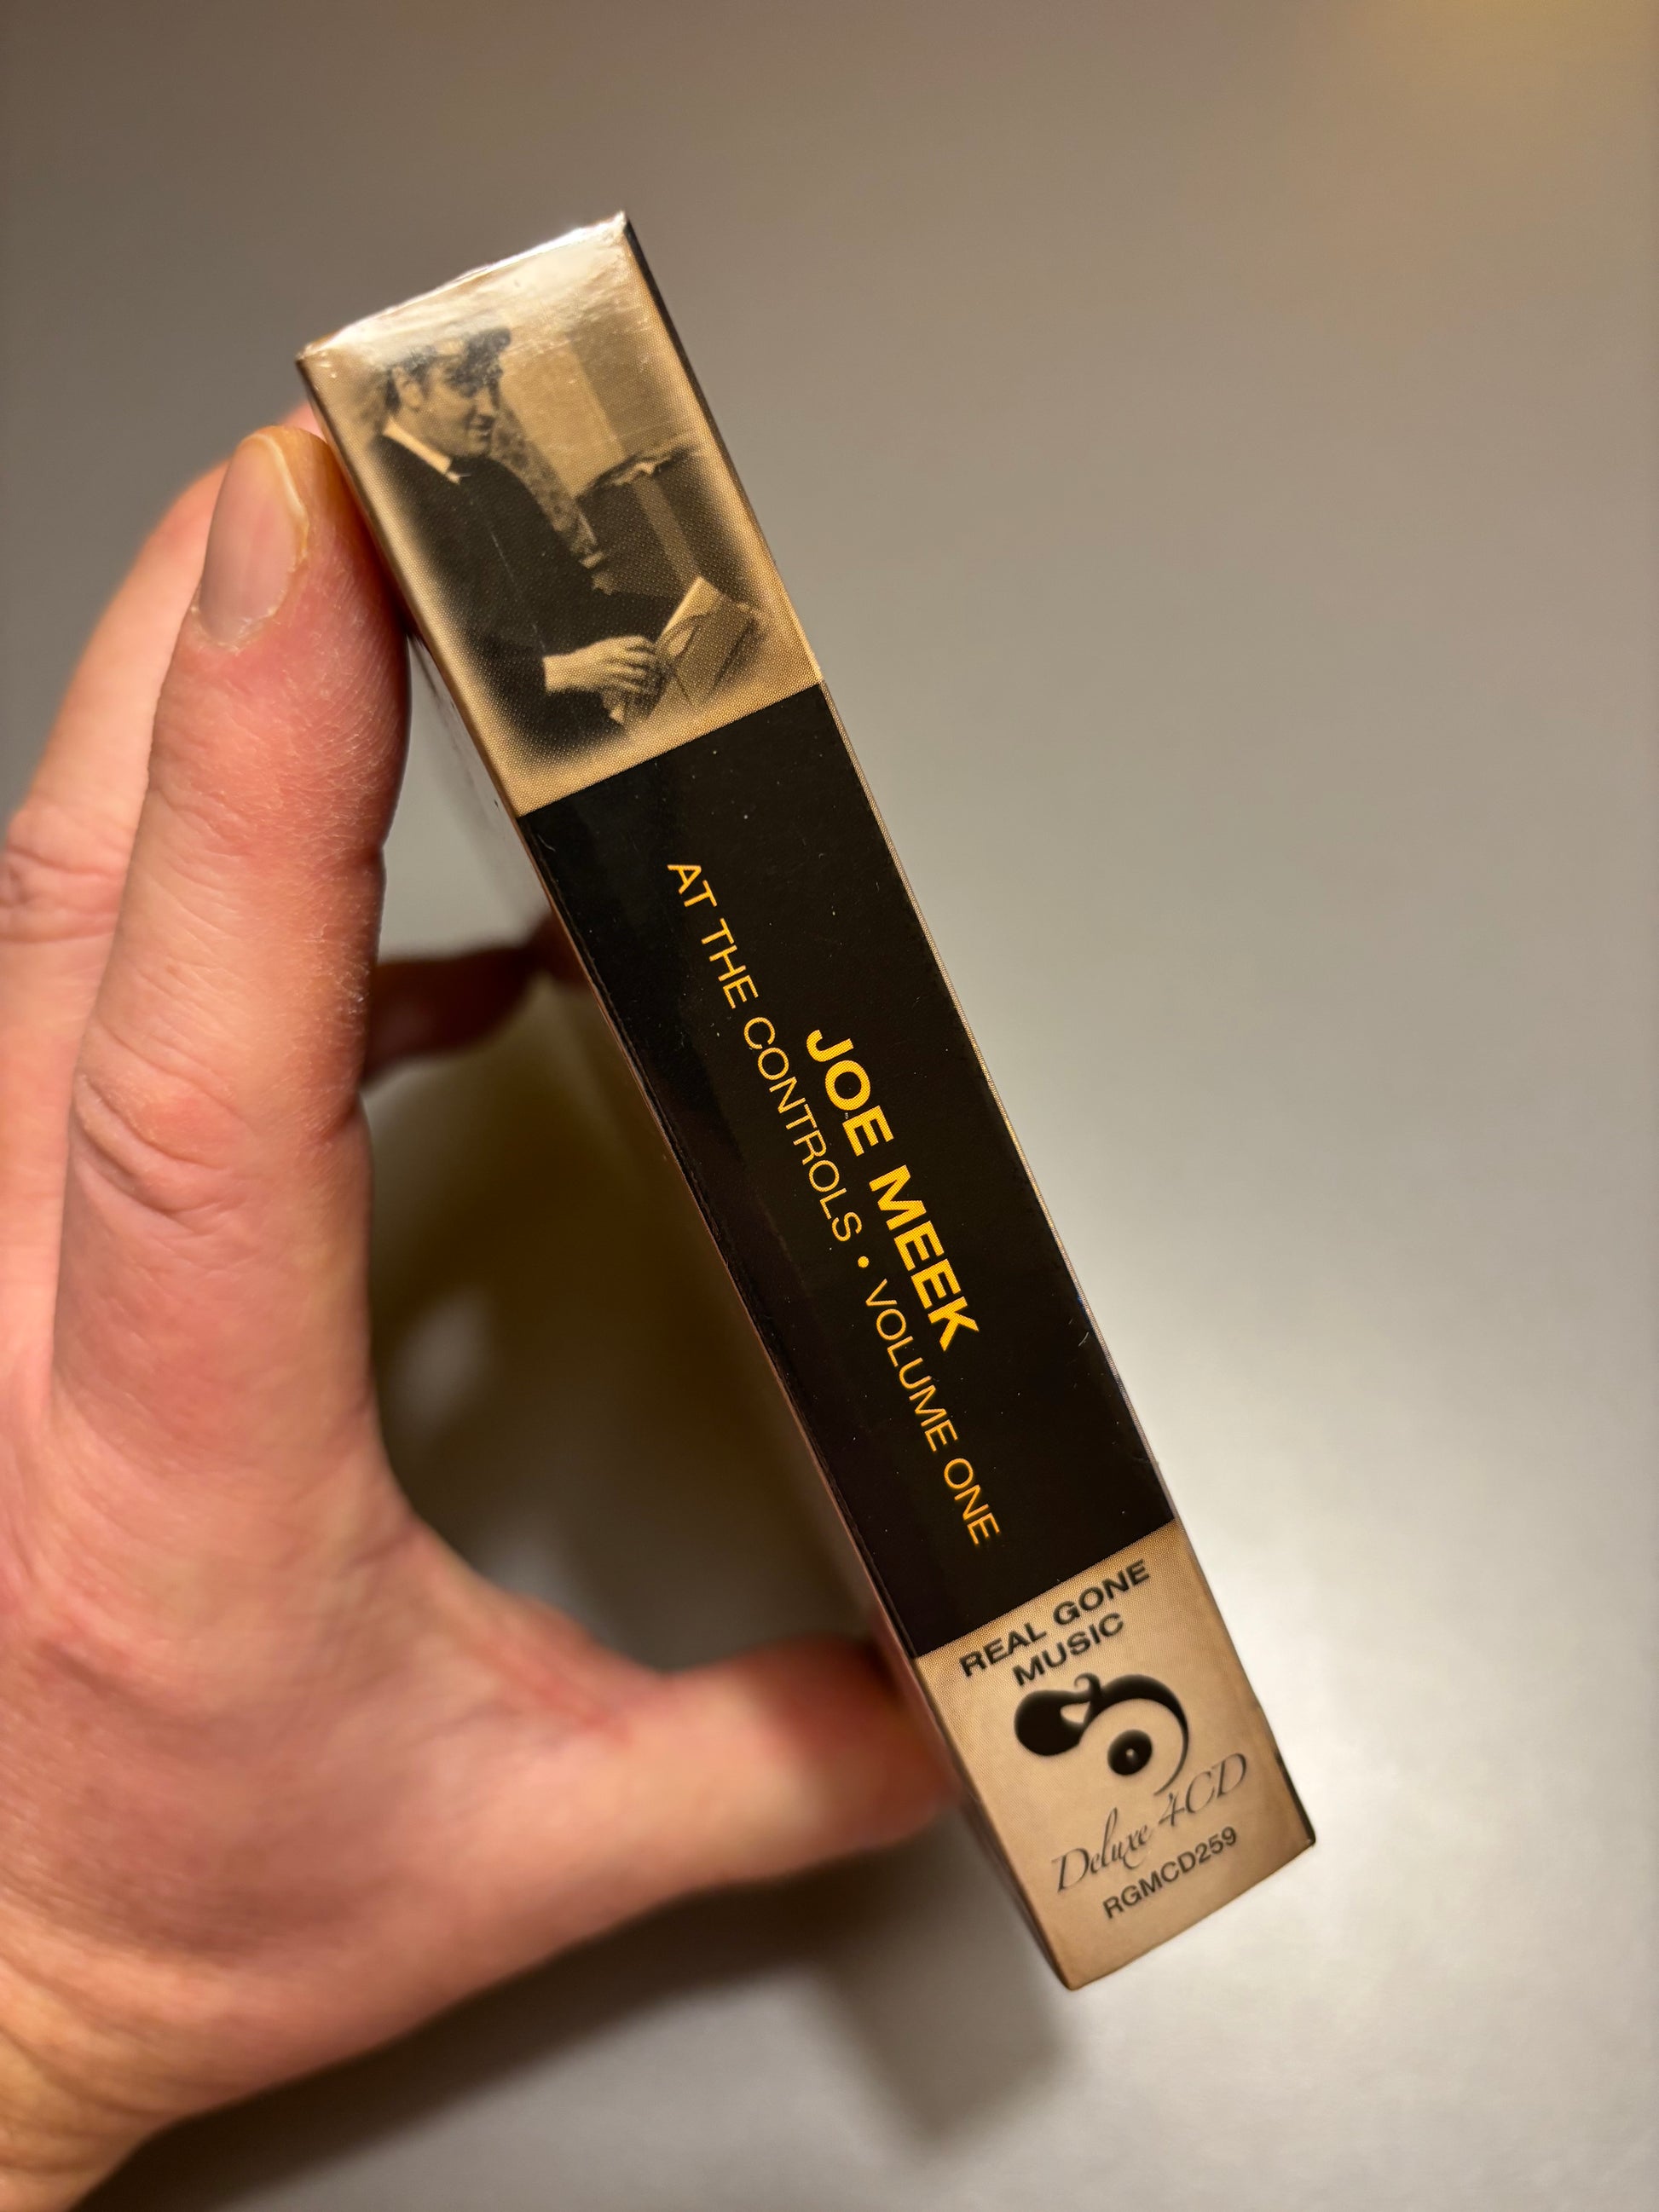 JOE MEEK
AT THE CONTROLS • VOLUME ONE
REAL GONE
MUSIC
Deluxe 4CD
RGMCD259